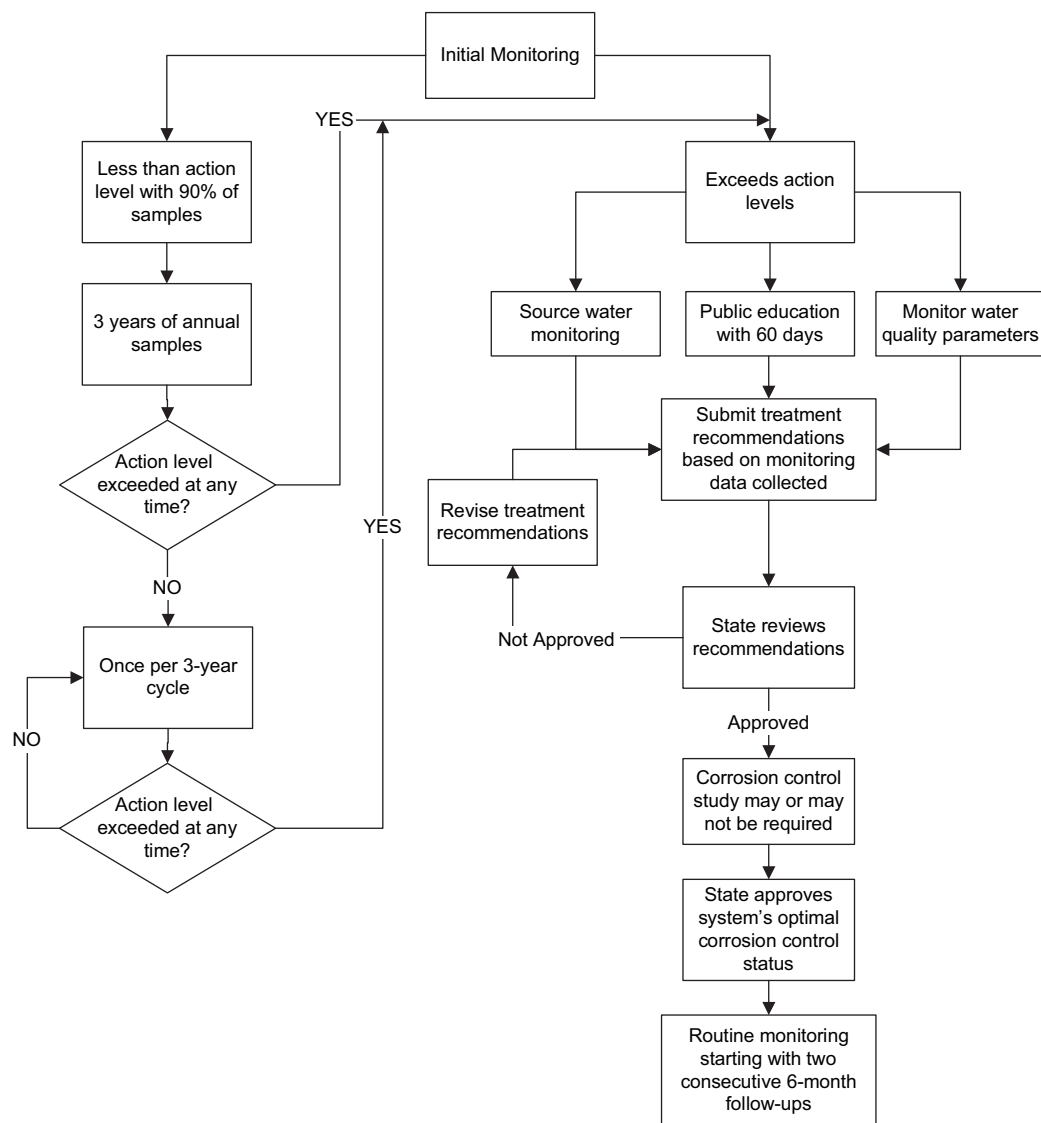 Initial Monitoring
YES
Less than action
level with 90% of
samples
Exceeds action
levels
3 years of annual
samples
Source water
monitoring
Public education
with 60 days
Monitor water
quality parameters
Action level
exceeded at any
time?
Submit treatment
recommendations
based on monitoring
data collected
Revise treatment
recommendations
YES
NO
Not Approved
State reviews
recommendations
Once per 3-year
cycle
Approved
NO
Action level
exceeded at any
time?
Corrosion control
study may or may
not be required
State approves
system's optimal
corrosion control
status
Routine monitoring
starting with two
consecutive 6-month
follow-ups